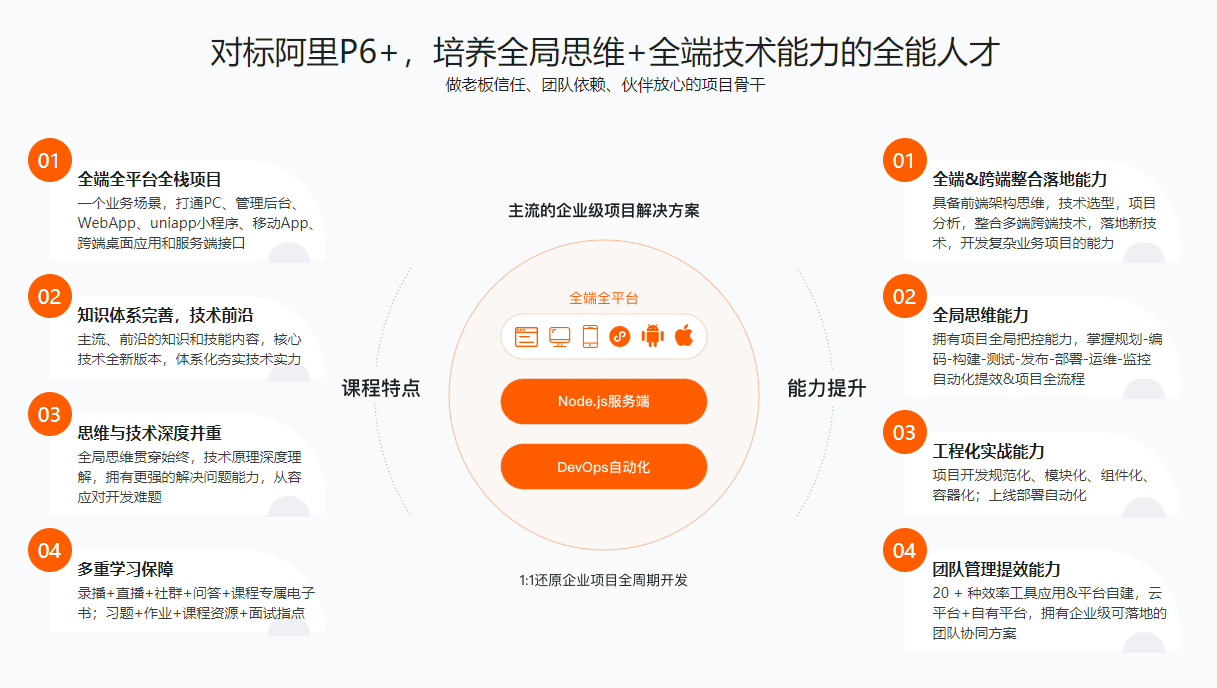 对标阿里P6+，培养全局思维+全端技术能力的全能人才
做老板信任、团队依赖、伙伴放心的项目骨干
01
全端全平台全栈项目
一个业务场景，打通PC、管理后台、
WebApp、uniapp小程序、移动App、
跨端桌面应用和服务端接口
02
知识体系完善，技术前沿
主流、前沿的知识和技能内容，核心
技术全新版本，体系化夯实技术实力
03
思维与技术深度并重
全局思维贯穿始终，技术原理深度理
解，拥有更强的解决问题能力，从容
应对开发难题
04
多重学习保障
录播+直播+社群+问答+课程专属电子
书；习题+作业+课程资源+面试指点
课程特点
主流的企业级项目解决方案
全端全平台
Node.js服务端
DevOps自动化
1:1还原企业项目全周期开发
能力提升
01
全端&跨端整合落地能力
具备前端架构思维，技术选型，项目
分析，整合多端跨端技术，落地新技
术，开发复杂业务项目的能力
02
全局思维能力
拥有项目全局把控能力，掌握规划-编
码-构建-测试-发布-部署-运维-监控
自动化提效&项目全流程
03
工程化实战能力
项目开发规范化、模块化、组件化、
容器化；上线部署自动化
04
团队管理提效能力
20 + 种效率工具应用&平台自建，云
平台+自有平台，拥有企业级可落地的
团队协同方案